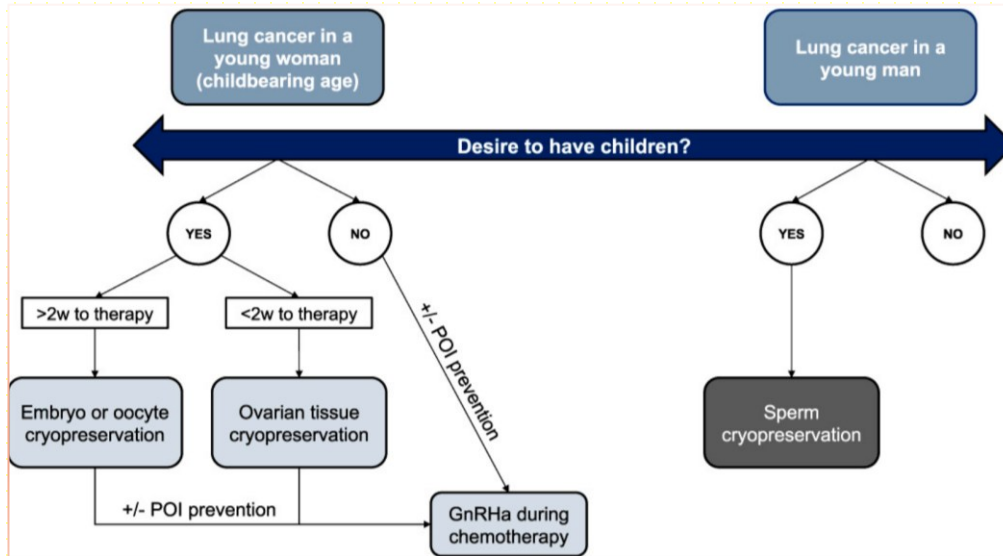 Lung cancer in a
young woman
(childbearing age)
Lung cancer in a
young man
Desire to have children?
YES
NO
YES
NO
>2w to therapy
<2w to therapy
+/- POI prevention
Embryo or oocyte
cryopreservation
Ovarian tissue
cryopreservation
Sperm
cryopreservation
+/- POI prevention
GnRHa during
chemotherapy